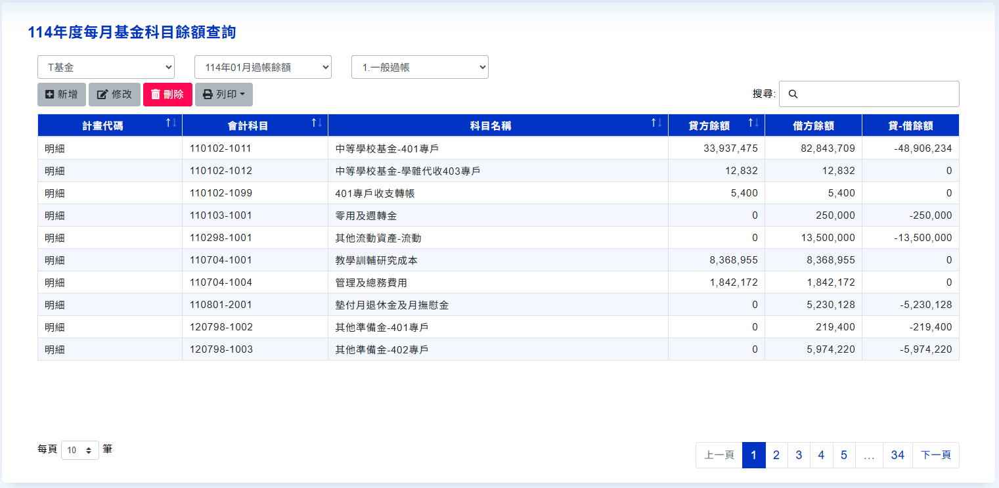 114年度每月基金科目餘額查詢
T基金 114年01月過帳餘額 1.一般過帳
新增 修改 刪除 列印 搜尋:
計畫代碼 會計科目 科目名稱 貸方餘額 借方餘額 貸-借餘額
明細 110102-1011 中等學校基金-401專戶 33,937,475 82,843,709 -48,906,234
明細 110102-1012 中等學校基金-學雜代收403專戶 12,832 12,832 0
明細 110102-1099 401專戶收支轉帳 5,400 5,400 0
明細 110103-1001 零用及週轉金 0 250,000 -250,000
明細 110298-1001 其他流動資產-流動 0 13,500,000 -13,500,000
明細 110704-1001 教學訓輔研究成本 8,368,955 8,368,955 0
明細 110704-1004 管理及總務費用 1,842,172 1,842,172 0
明細 110801-2001 墊付月退休金及月撫慰金 0 5,230,128 -5,230,128
明細 120798-1002 其他準備金-401專戶 0 219,400 -219,400
明細 120798-1003 其他準備金-402專戶 0 5,974,220 -5,974,220
每頁 10 筆 上一頁 1 2 3 4 5 ... 34 下一頁